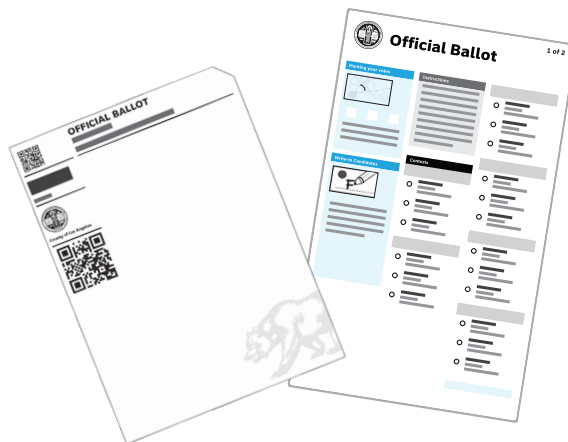 OFFICIAL BALLOT
County of Los Angeles
Official Ballot
1 of 2
Marking your votes
Instructions
Write-in Candidates
Contests